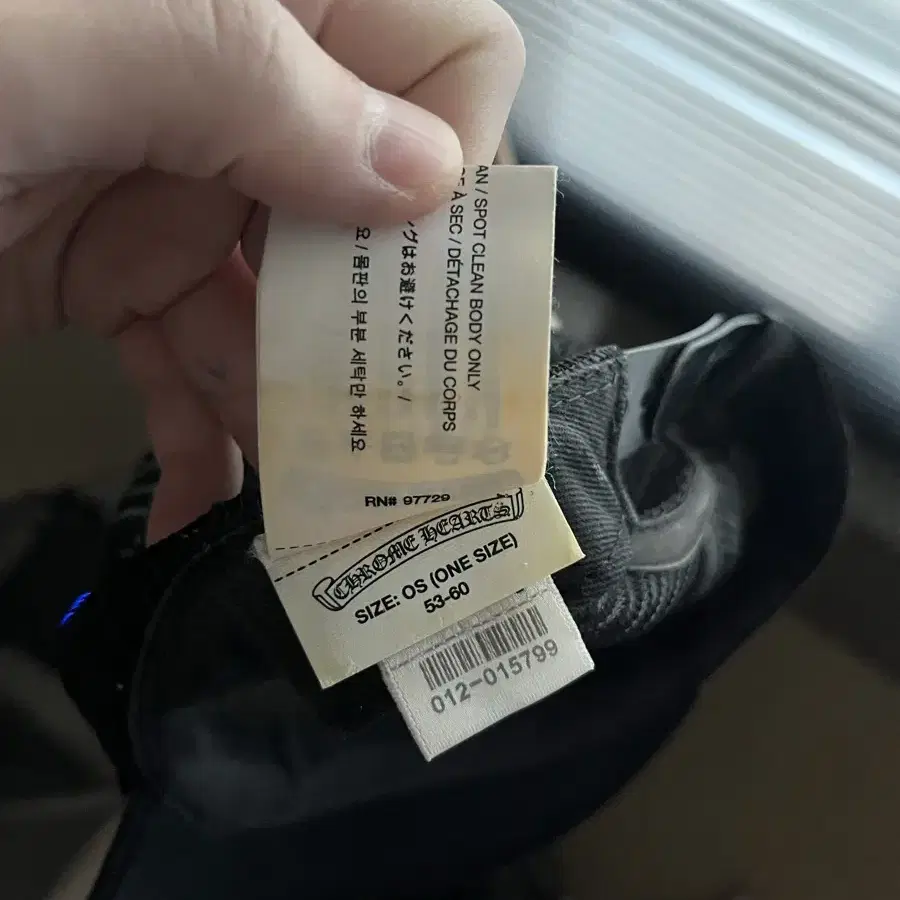 AN / SPOT CLEAN BODY ONLY
À SEC / DÉTACHAGE DU CORPS
グはお避けください。/
요 / 몸판의 부분 세탁만 하세요
RN# 97729
CHROME HEARTS
SIZE: OS (ONE SIZE)
53-60
012-015799